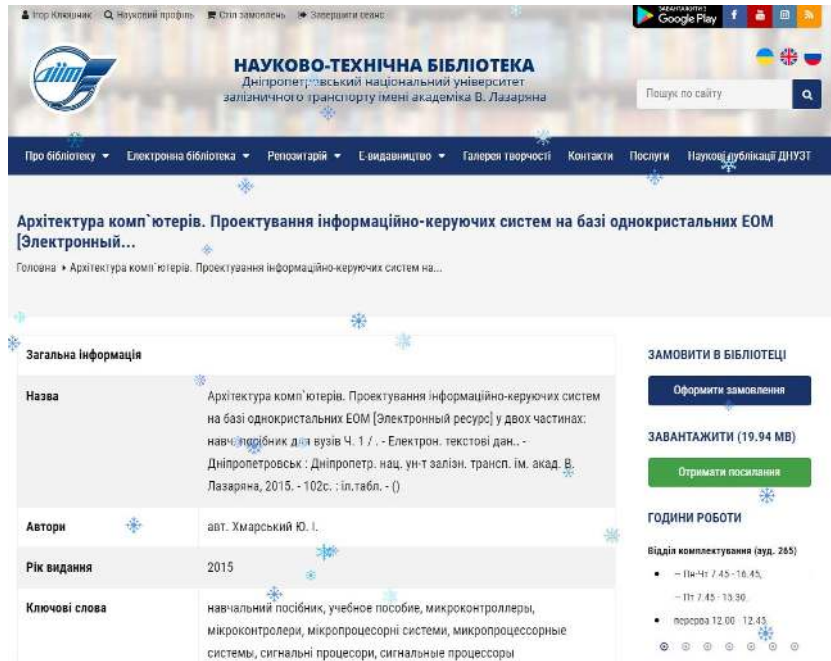 Ігор Клюшник Науковий профіль Стіл замовлень Завершити сеанс
ЗАВАНТАЖИТИ З
Google Play
дііт
НАУКОВО-ТЕХНІЧНА БІБЛІОТЕКА
Дніпропетровський національний університет
залізничного транспорту імені академіка В. Лазаряна
Пошук по сайту
Про бібліотеку Електронна бібліотека Репозитарій Е-видавництво Галерея творчості Контакти Послуги Наукові публікації ДНУЗТ
Архітектура комп`ютерів. Проектування інформаційно-керуючих систем на базі однокристальних ЕОМ
[Электронный...
Головна Архітектура комп`ютерів. Проектування інформаційно-керуючих систем на...
Загальна інформація
Назва
Архітектура комп`ютерів. Проектування інформаційно-керуючих систем
на базі однокристальних ЕОМ [Электронный ресурс] у двох частинах:
навч. посібник для вузів Ч. 1 / . - Електрон. текстові дан.. -
Дніпропетровськ : Дніпропетр. нац. ун-т залізн. трансп. ім. акад. В.
Лазаряна, 2015. - 102с. : іл.табл. - ()
Автори
авт. Хмарський Ю. І.
Рік видання
2015
Ключові слова
навчальний посібник, учебное пособие, микроконтроллеры,
мікроконтролери, мікропроцесорні системи, микропроцессорные
системы, сигнальні процесори, сигнальные процессоры
ЗАМОВИТИ В БІБЛІОТЕЦІ
Оформити замовлення
ЗАВАНТАЖИТИ (19.94 MB)
Отримати посилання
ГОДИНИ РОБОТИ
Відділ комплектування (ауд. 265)
– Пн-Чт 7.45 - 16.45,
– Пт 7.45 - 15.30,
перерва 12.00 - 12.45